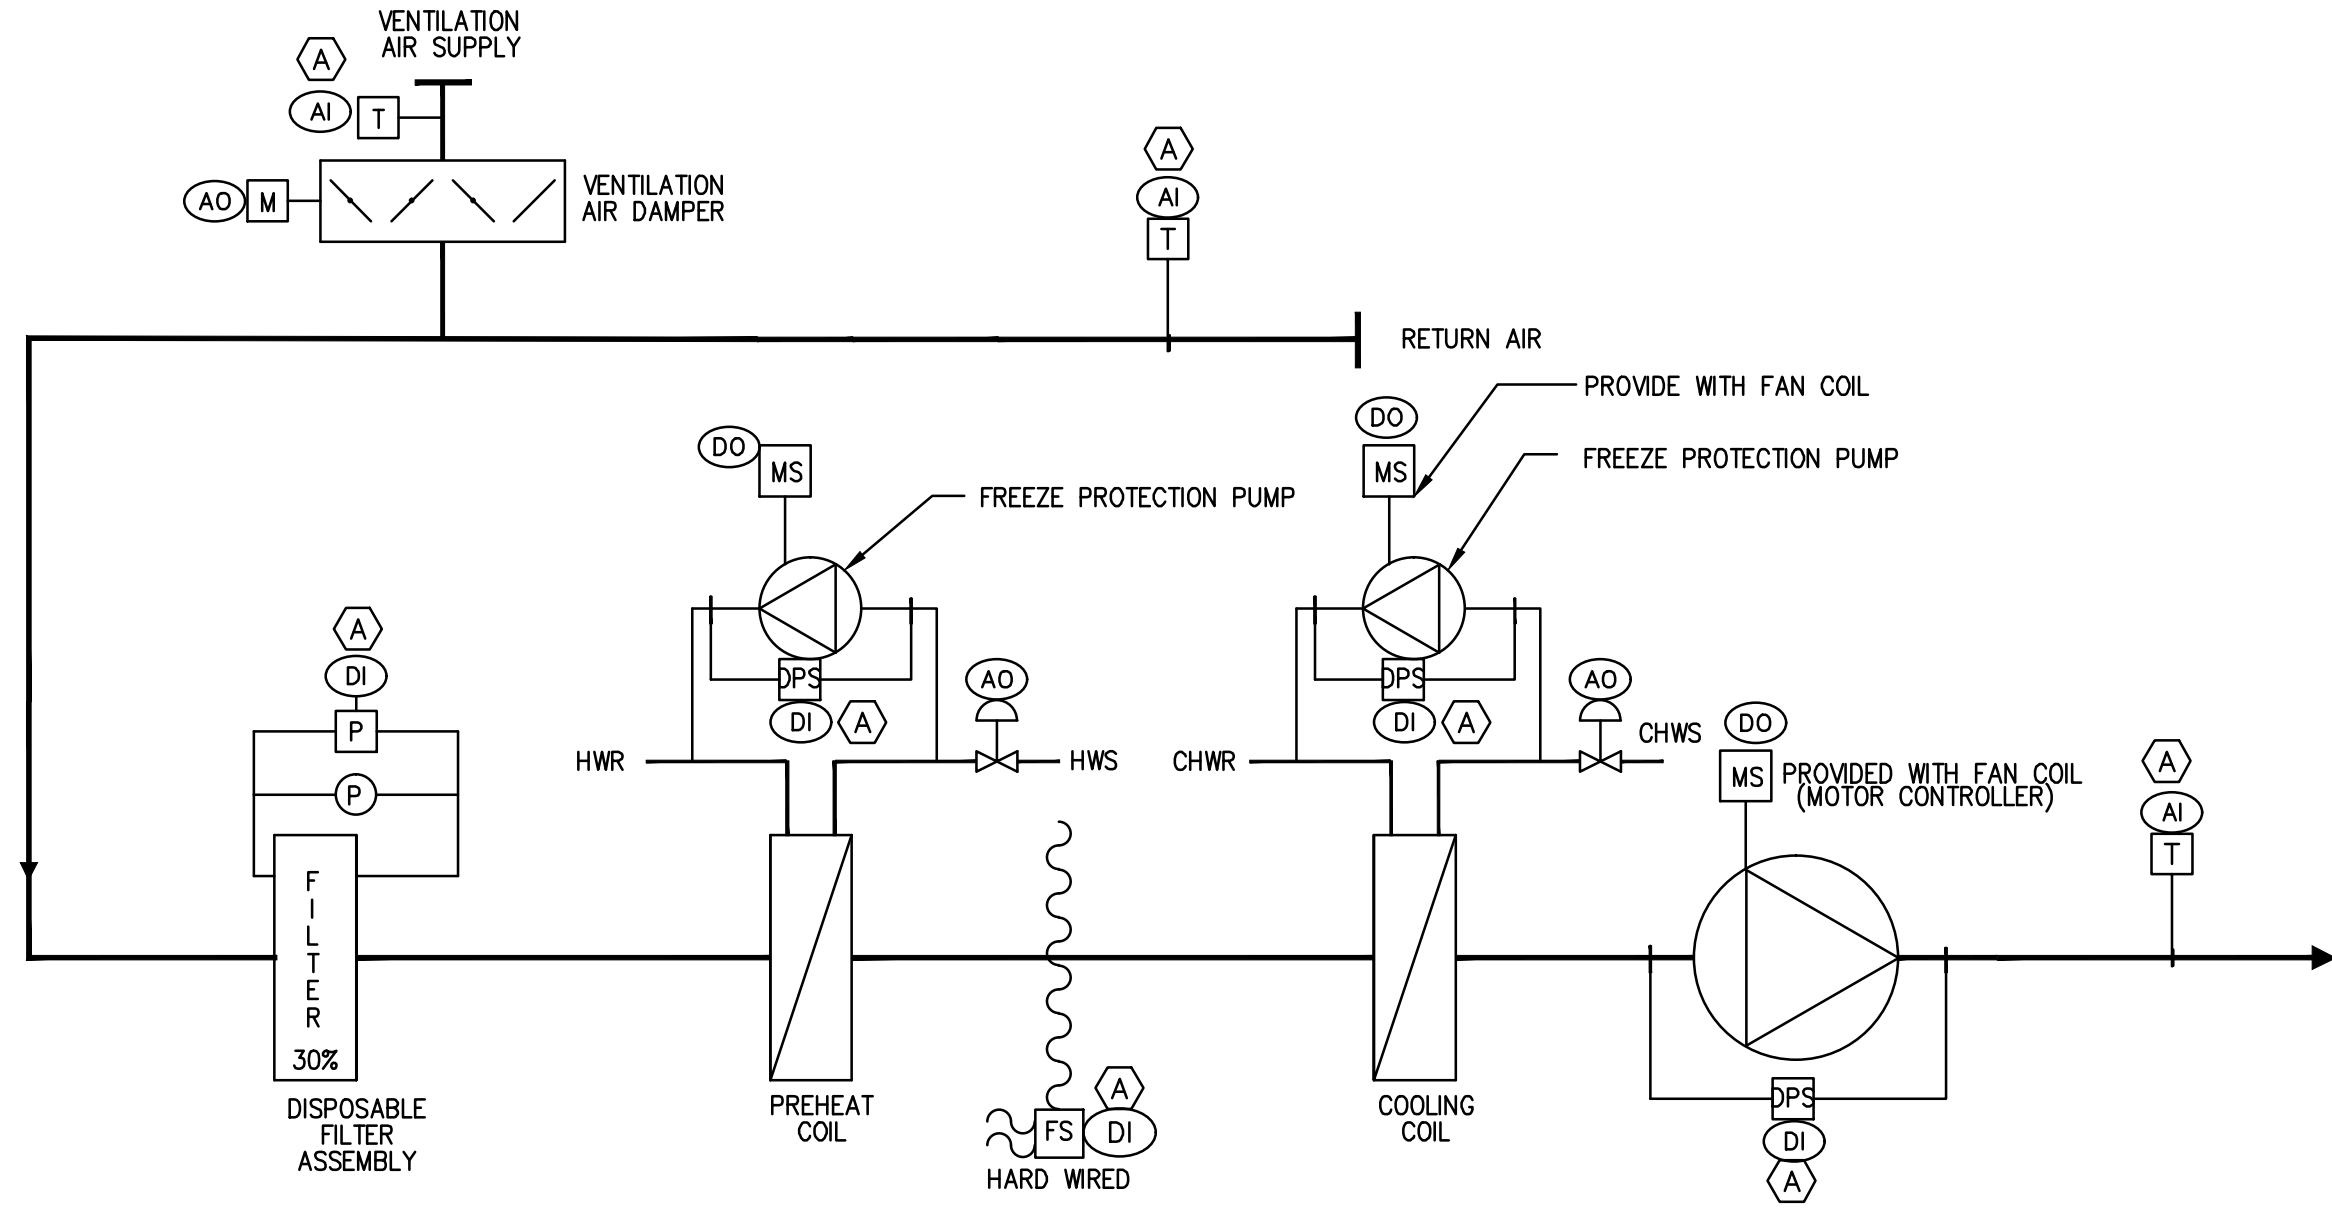 VENTILATION
AIR SUPPLY
A
AI
T
AO
M
VENTILATION
AIR DAMPER
A
AI
T
RETURN AIR
PROVIDE WITH FAN COIL
DO
MS
FREEZE PROTECTION PUMP
DO
MS
FREEZE PROTECTION PUMP
A
DI
P
P
DPS
DI
A
AO
HWR
HWS
DPS
DI
A
AO
CHWR
CHWS
DO
MS
PROVIDED WITH FAN COIL
(MOTOR CONTROLLER)
A
AI
T
FILTER
30%
DISPOSABLE
FILTER
ASSEMBLY
PREHEAT
COIL
A
FS
DI
HARD WIRED
COOLING
COIL
DPS
DI
A